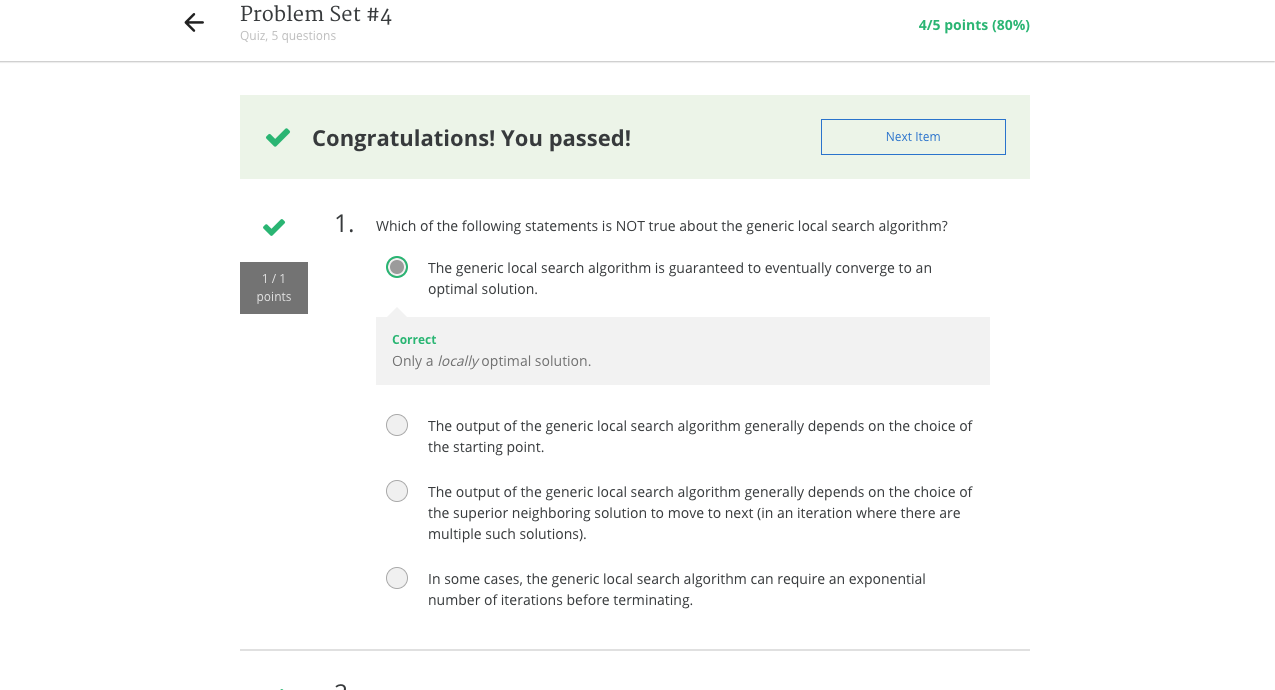 Problem Set #4
Quiz, 5 questions
4/5 points (80%)
Congratulations! You passed!
Next Item
1 / 1
points
1.
Which of the following statements is NOT true about the generic local search algorithm?
The generic local search algorithm is guaranteed to eventually converge to an
optimal solution.
Correct
Only a locally optimal solution.
The output of the generic local search algorithm generally depends on the choice of
the starting point.
The output of the generic local search algorithm generally depends on the choice of
the superior neighboring solution to move to next (in an iteration where there are
multiple such solutions).
In some cases, the generic local search algorithm can require an exponential
number of iterations before terminating.